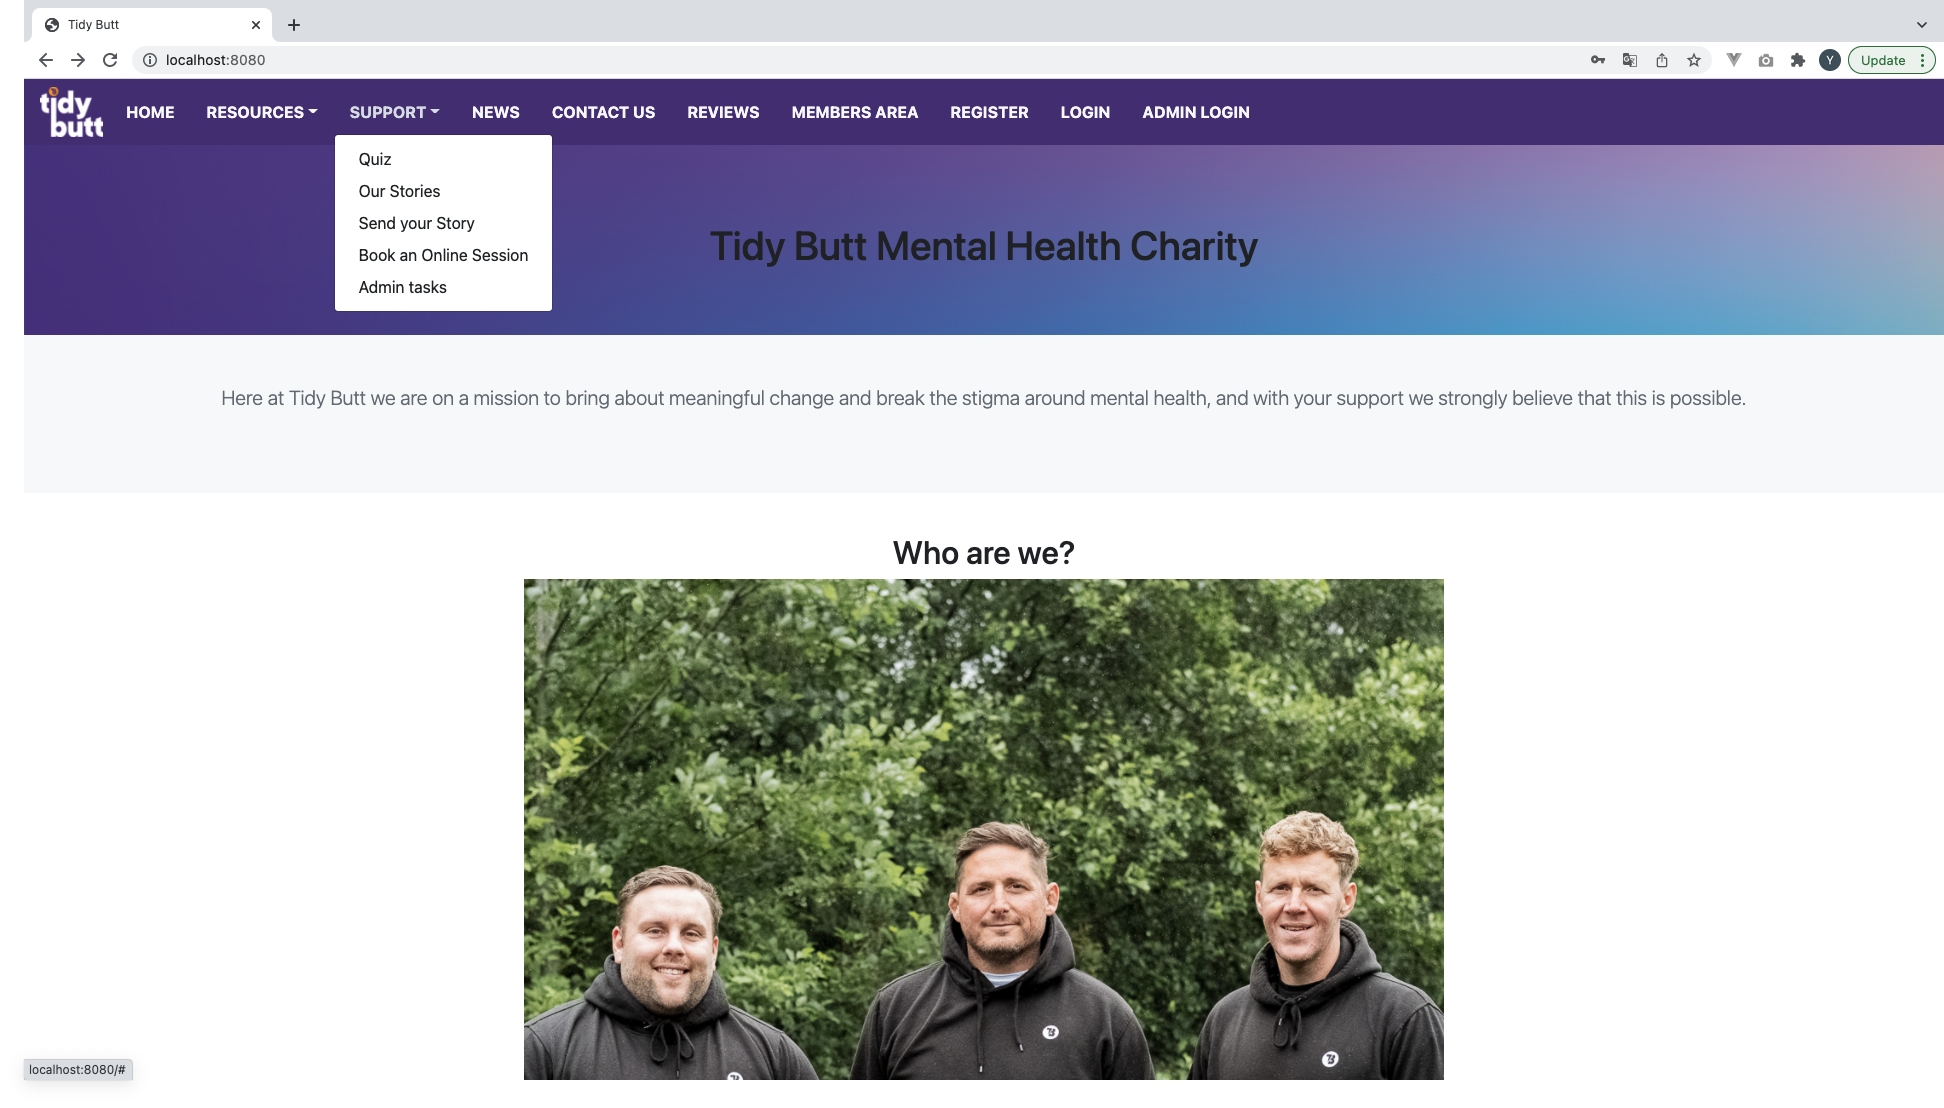 Tidy Butt
localhost:8080
Y
Update
tidy
butt
HOME
RESOURCES
SUPPORT
NEWS
CONTACT US
REVIEWS
MEMBERS AREA
REGISTER
LOGIN
ADMIN LOGIN
Quiz
Our Stories
Send your Story
Book an Online Session
Admin tasks
Tidy Butt Mental Health Charity
Here at Tidy Butt we are on a mission to bring about meaningful change and break the stigma around mental health, and with your support we strongly believe that this is possible.
Who are we?
localhost:8080/#